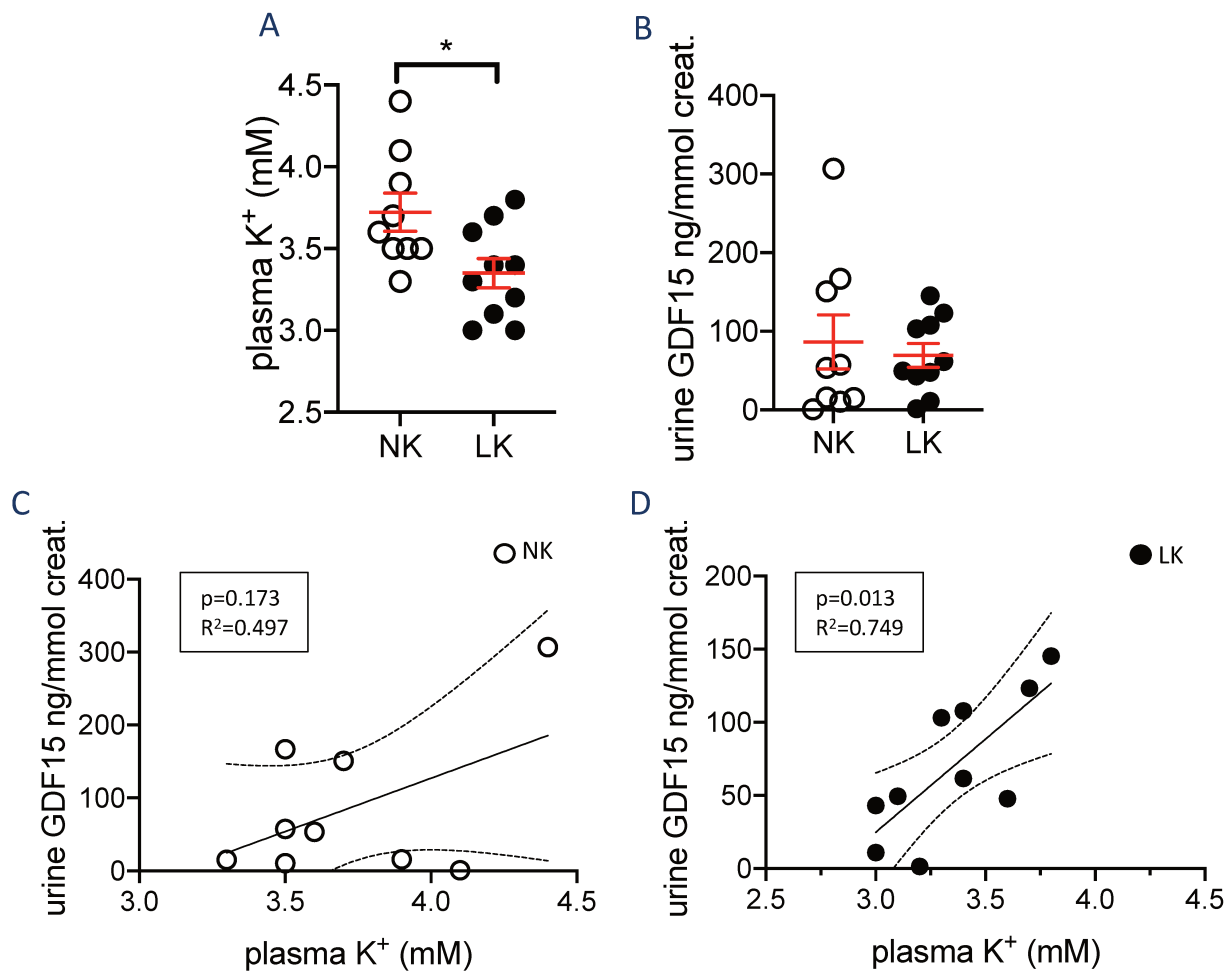 A
*
plasma K⁺ (mM)
4.5
4.0
3.5
3.0
2.5
NK LK
B
urine GDF15 ng/mmol creat.
400
300
200
100
0
NK LK
C
urine GDF15 ng/mmol creat.
NK
p=0.173
R²=0.497
400
300
200
100
0
3.0 3.5 4.0 4.5
plasma K⁺ (mM)
D
urine GDF15 ng/mmol creat.
LK
p=0.013
R²=0.749
200
150
100
50
0
2.5 3.0 3.5 4.0 4.5
plasma K⁺ (mM)